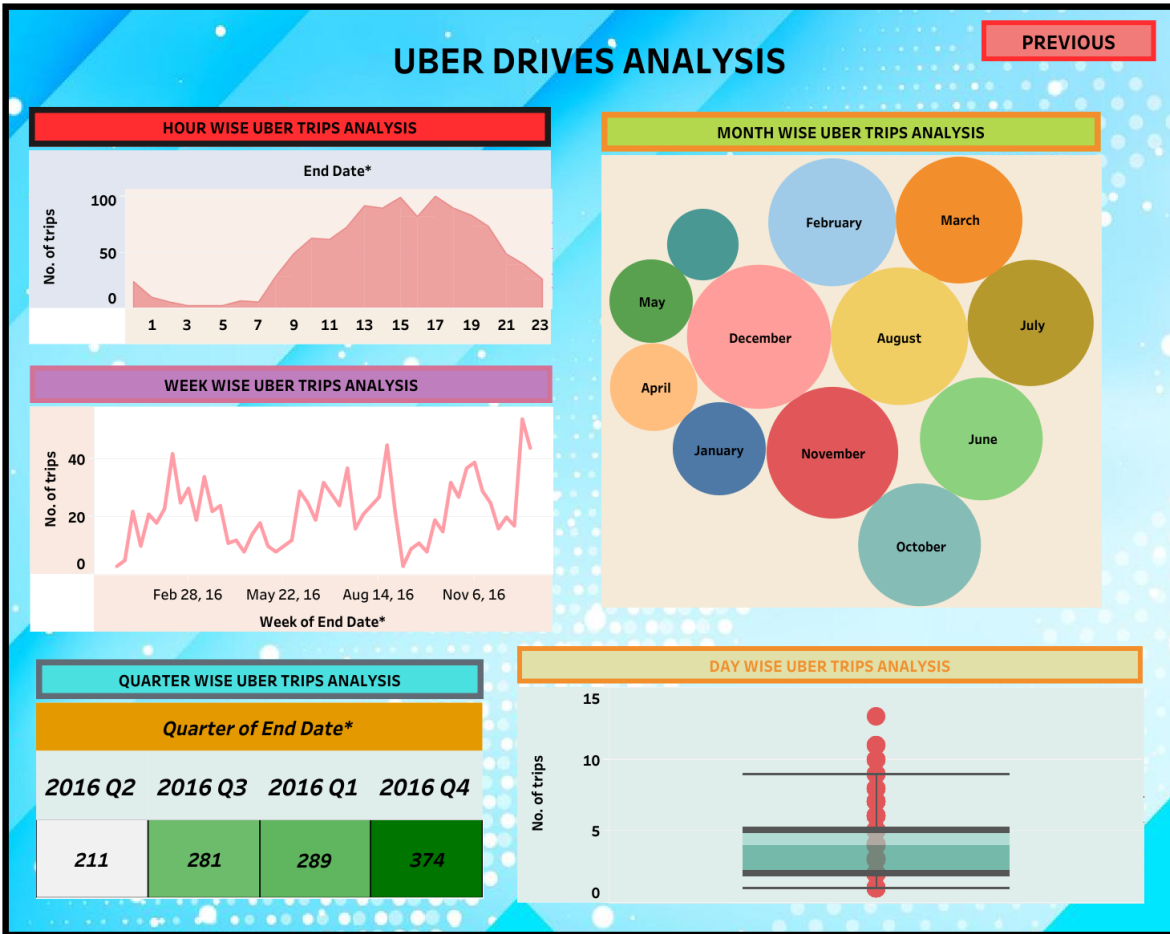 UBER DRIVES ANALYSIS
PREVIOUS
HOUR WISE UBER TRIPS ANALYSIS
End Date*
No. of trips
100
50
0
1 3 5 7 9 11 13 15 17 19 21 23
WEEK WISE UBER TRIPS ANALYSIS
No. of trips
40
20
0
Feb 28, 16 May 22, 16 Aug 14, 16 Nov 6, 16
Week of End Date*
MONTH WISE UBER TRIPS ANALYSIS
February
March
May
December
August
July
April
January
November
June
October
QUARTER WISE UBER TRIPS ANALYSIS
Quarter of End Date*
2016 Q2 2016 Q3 2016 Q1 2016 Q4
211 281 289 374
DAY WISE UBER TRIPS ANALYSIS
No. of trips
15
10
5
0